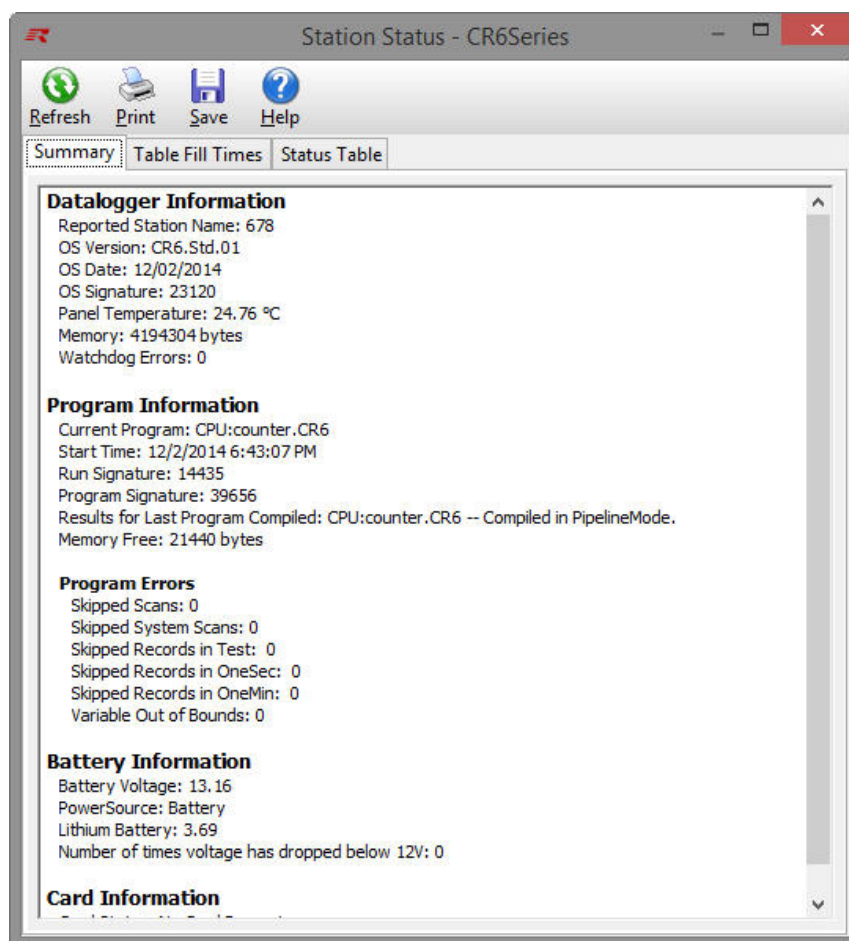 Station Status - CR6Series
Refresh Print Save Help
Summary Table Fill Times Status Table
Datalogger Information
Reported Station Name: 678
OS Version: CR6.Std.01
OS Date: 12/02/2014
OS Signature: 23120
Panel Temperature: 24.76 ºC
Memory: 4194304 bytes
Watchdog Errors: 0
Program Information
Current Program: CPU:counter.CR6
Start Time: 12/2/2014 6:43:07 PM
Run Signature: 14435
Program Signature: 39656
Results for Last Program Compiled: CPU:counter.CR6 -- Compiled in PipelineMode.
Memory Free: 21440 bytes
Program Errors
Skipped Scans: 0
Skipped System Scans: 0
Skipped Records in Test: 0
Skipped Records in OneSec: 0
Skipped Records in OneMin: 0
Variable Out of Bounds: 0
Battery Information
Battery Voltage: 13.16
PowerSource: Battery
Lithium Battery: 3.69
Number of times voltage has dropped below 12V: 0
Card Information